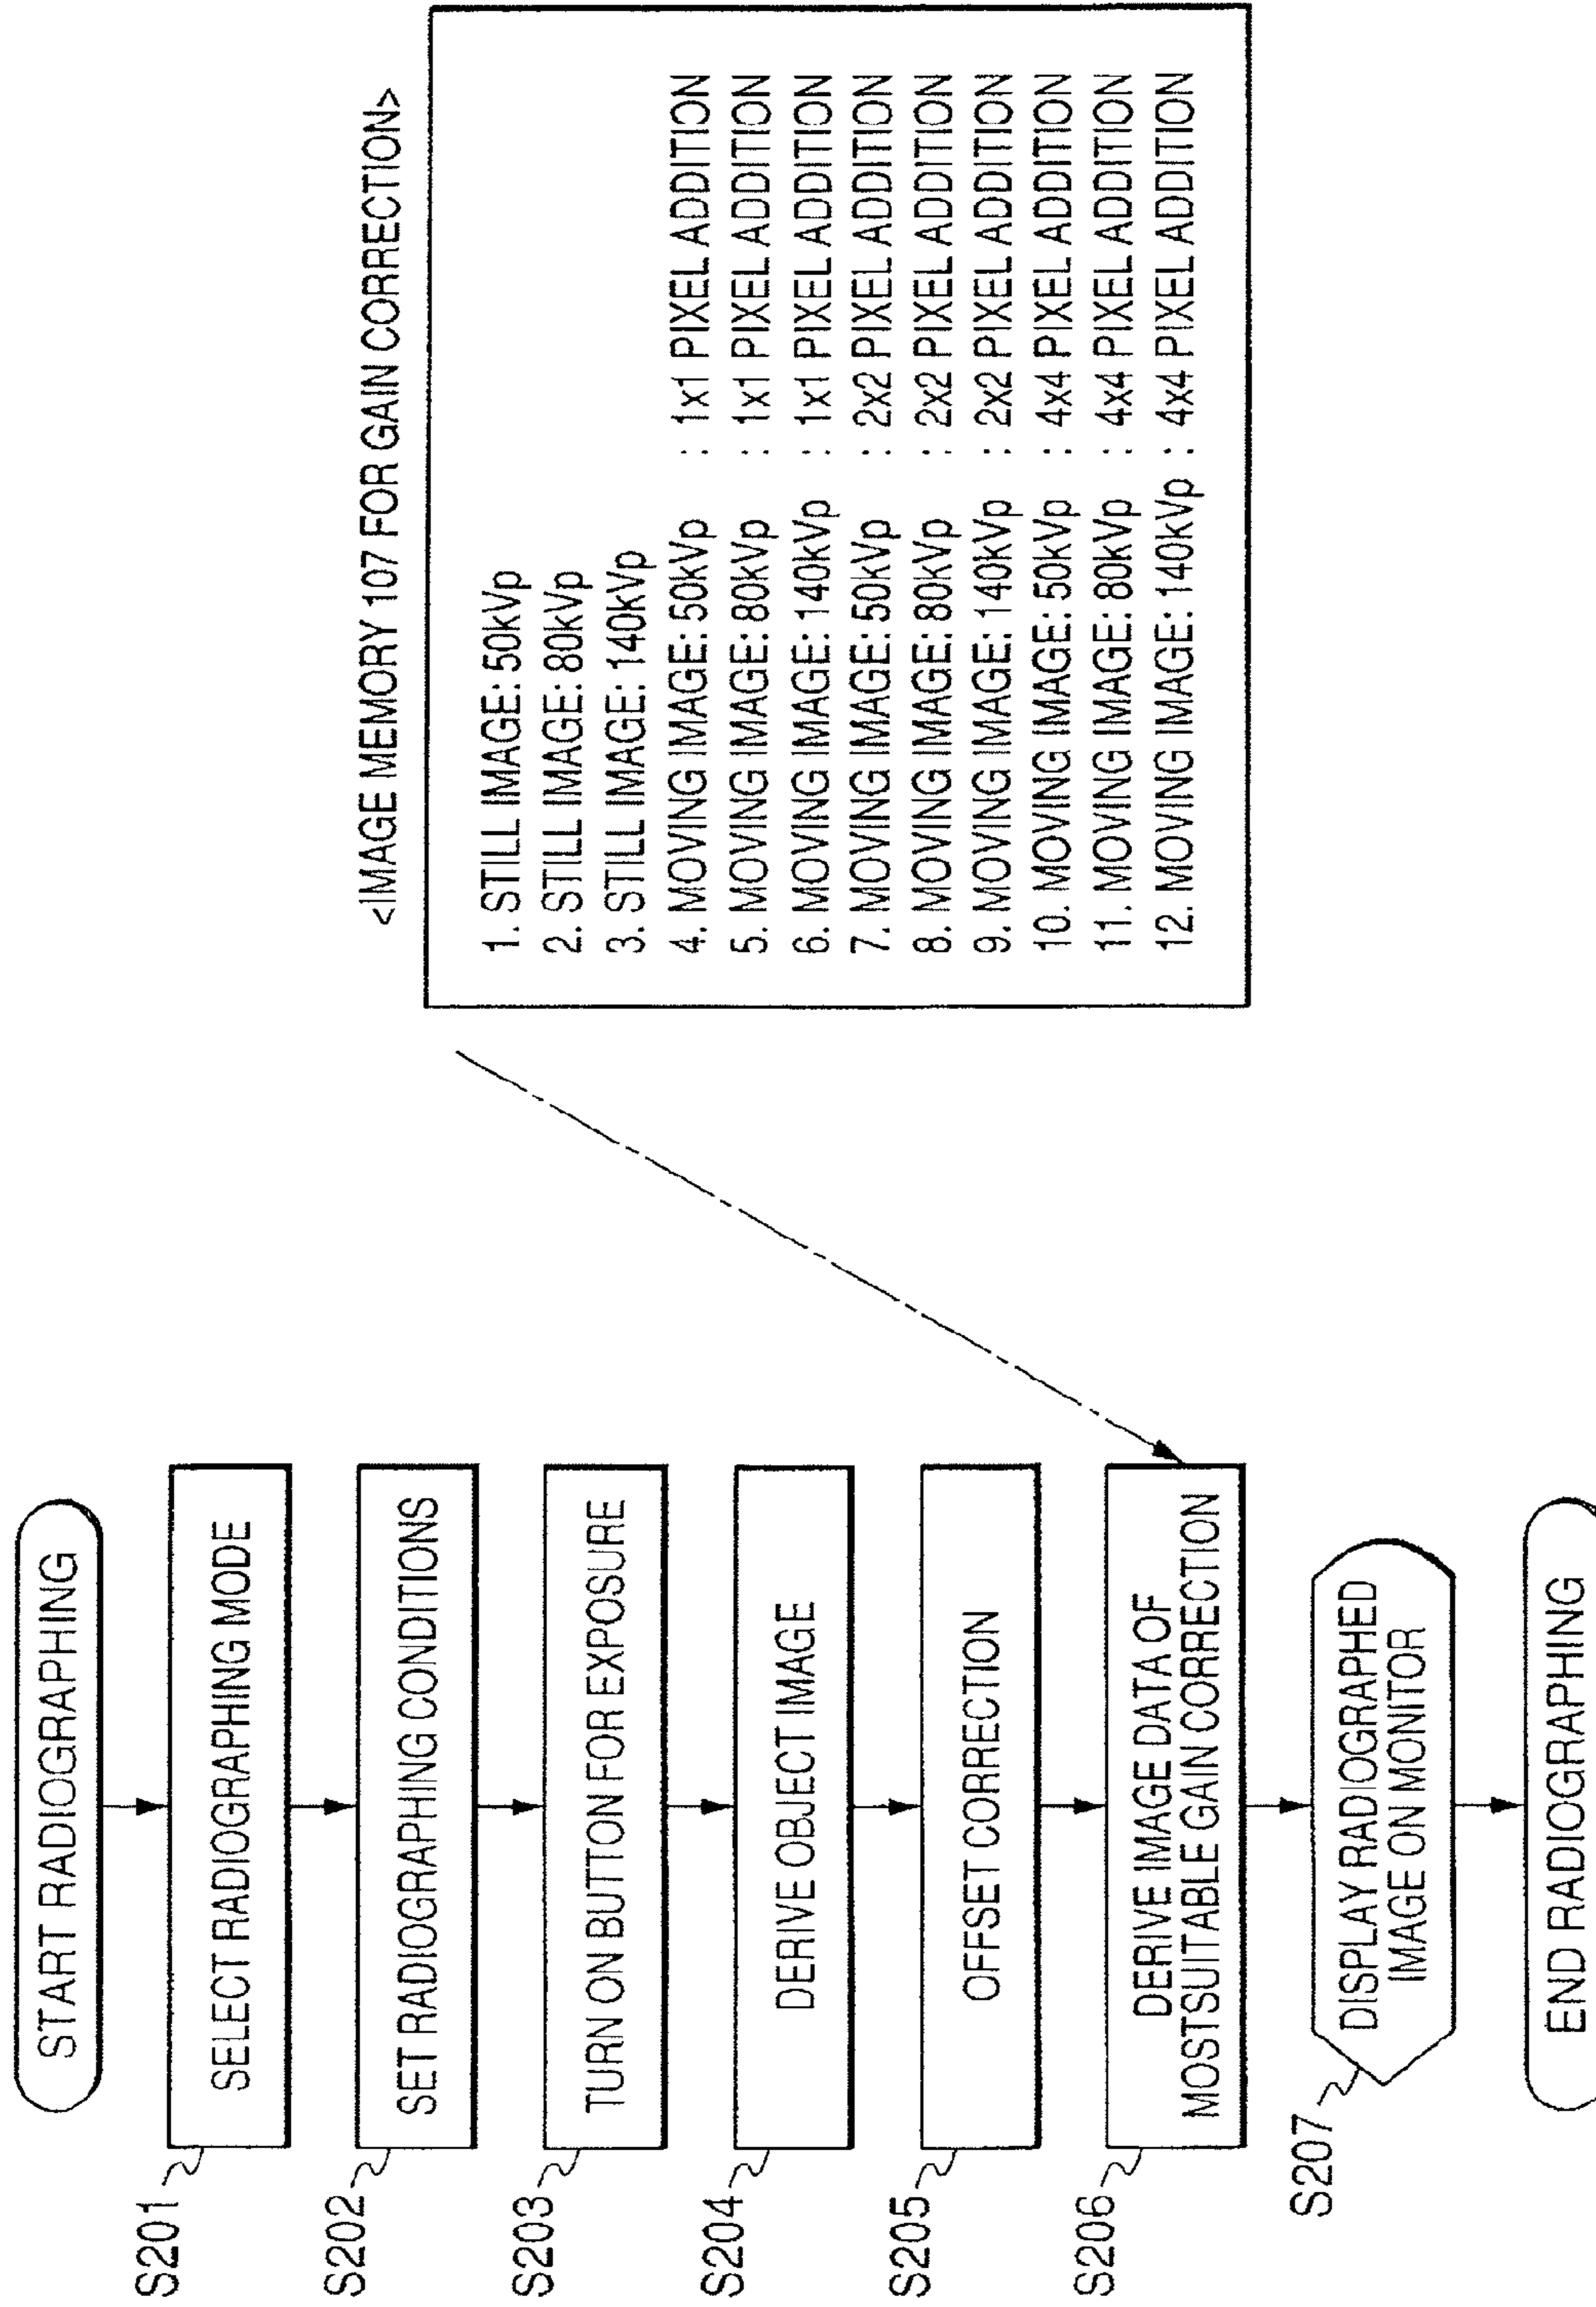 START RADIOGRAPHING
S201
SELECT RADIOGRAPHING MODE
S202
SET RADIOGRAPHING CONDITIONS
S203
TURN ON BUTTON FOR EXPOSURE
S204
DERIVE OBJECT IMAGE
S205
OFFSET CORRECTION
S206
DERIVE IMAGE DATA OF
MOSTSUITABLE GAIN CORRECTION
S207
DISPLAY RADIOGRAPHED
IMAGE ON MONITOR
END RADIOGRAPHING
<IMAGE MEMORY 107 FOR GAIN CORRECTION>
1. STILL IMAGE: 50kVp
2. STILL IMAGE: 80kVp
3. STILL IMAGE: 140kVp
4. MOVING IMAGE: 50kVp : 1x1 PIXEL ADDITION
5. MOVING IMAGE: 80kVp : 1x1 PIXEL ADDITION
6. MOVING IMAGE: 140kVp : 1x1 PIXEL ADDITION
7. MOVING IMAGE: 50kVp : 2x2 PIXEL ADDITION
8. MOVING IMAGE: 80kVp : 2x2 PIXEL ADDITION
9. MOVING IMAGE: 140kVp : 2x2 PIXEL ADDITION
10. MOVING IMAGE: 50kVp : 4x4 PIXEL ADDITION
11. MOVING IMAGE: 80kVp : 4x4 PIXEL ADDITION
12. MOVING IMAGE: 140kVp : 4x4 PIXEL ADDITION